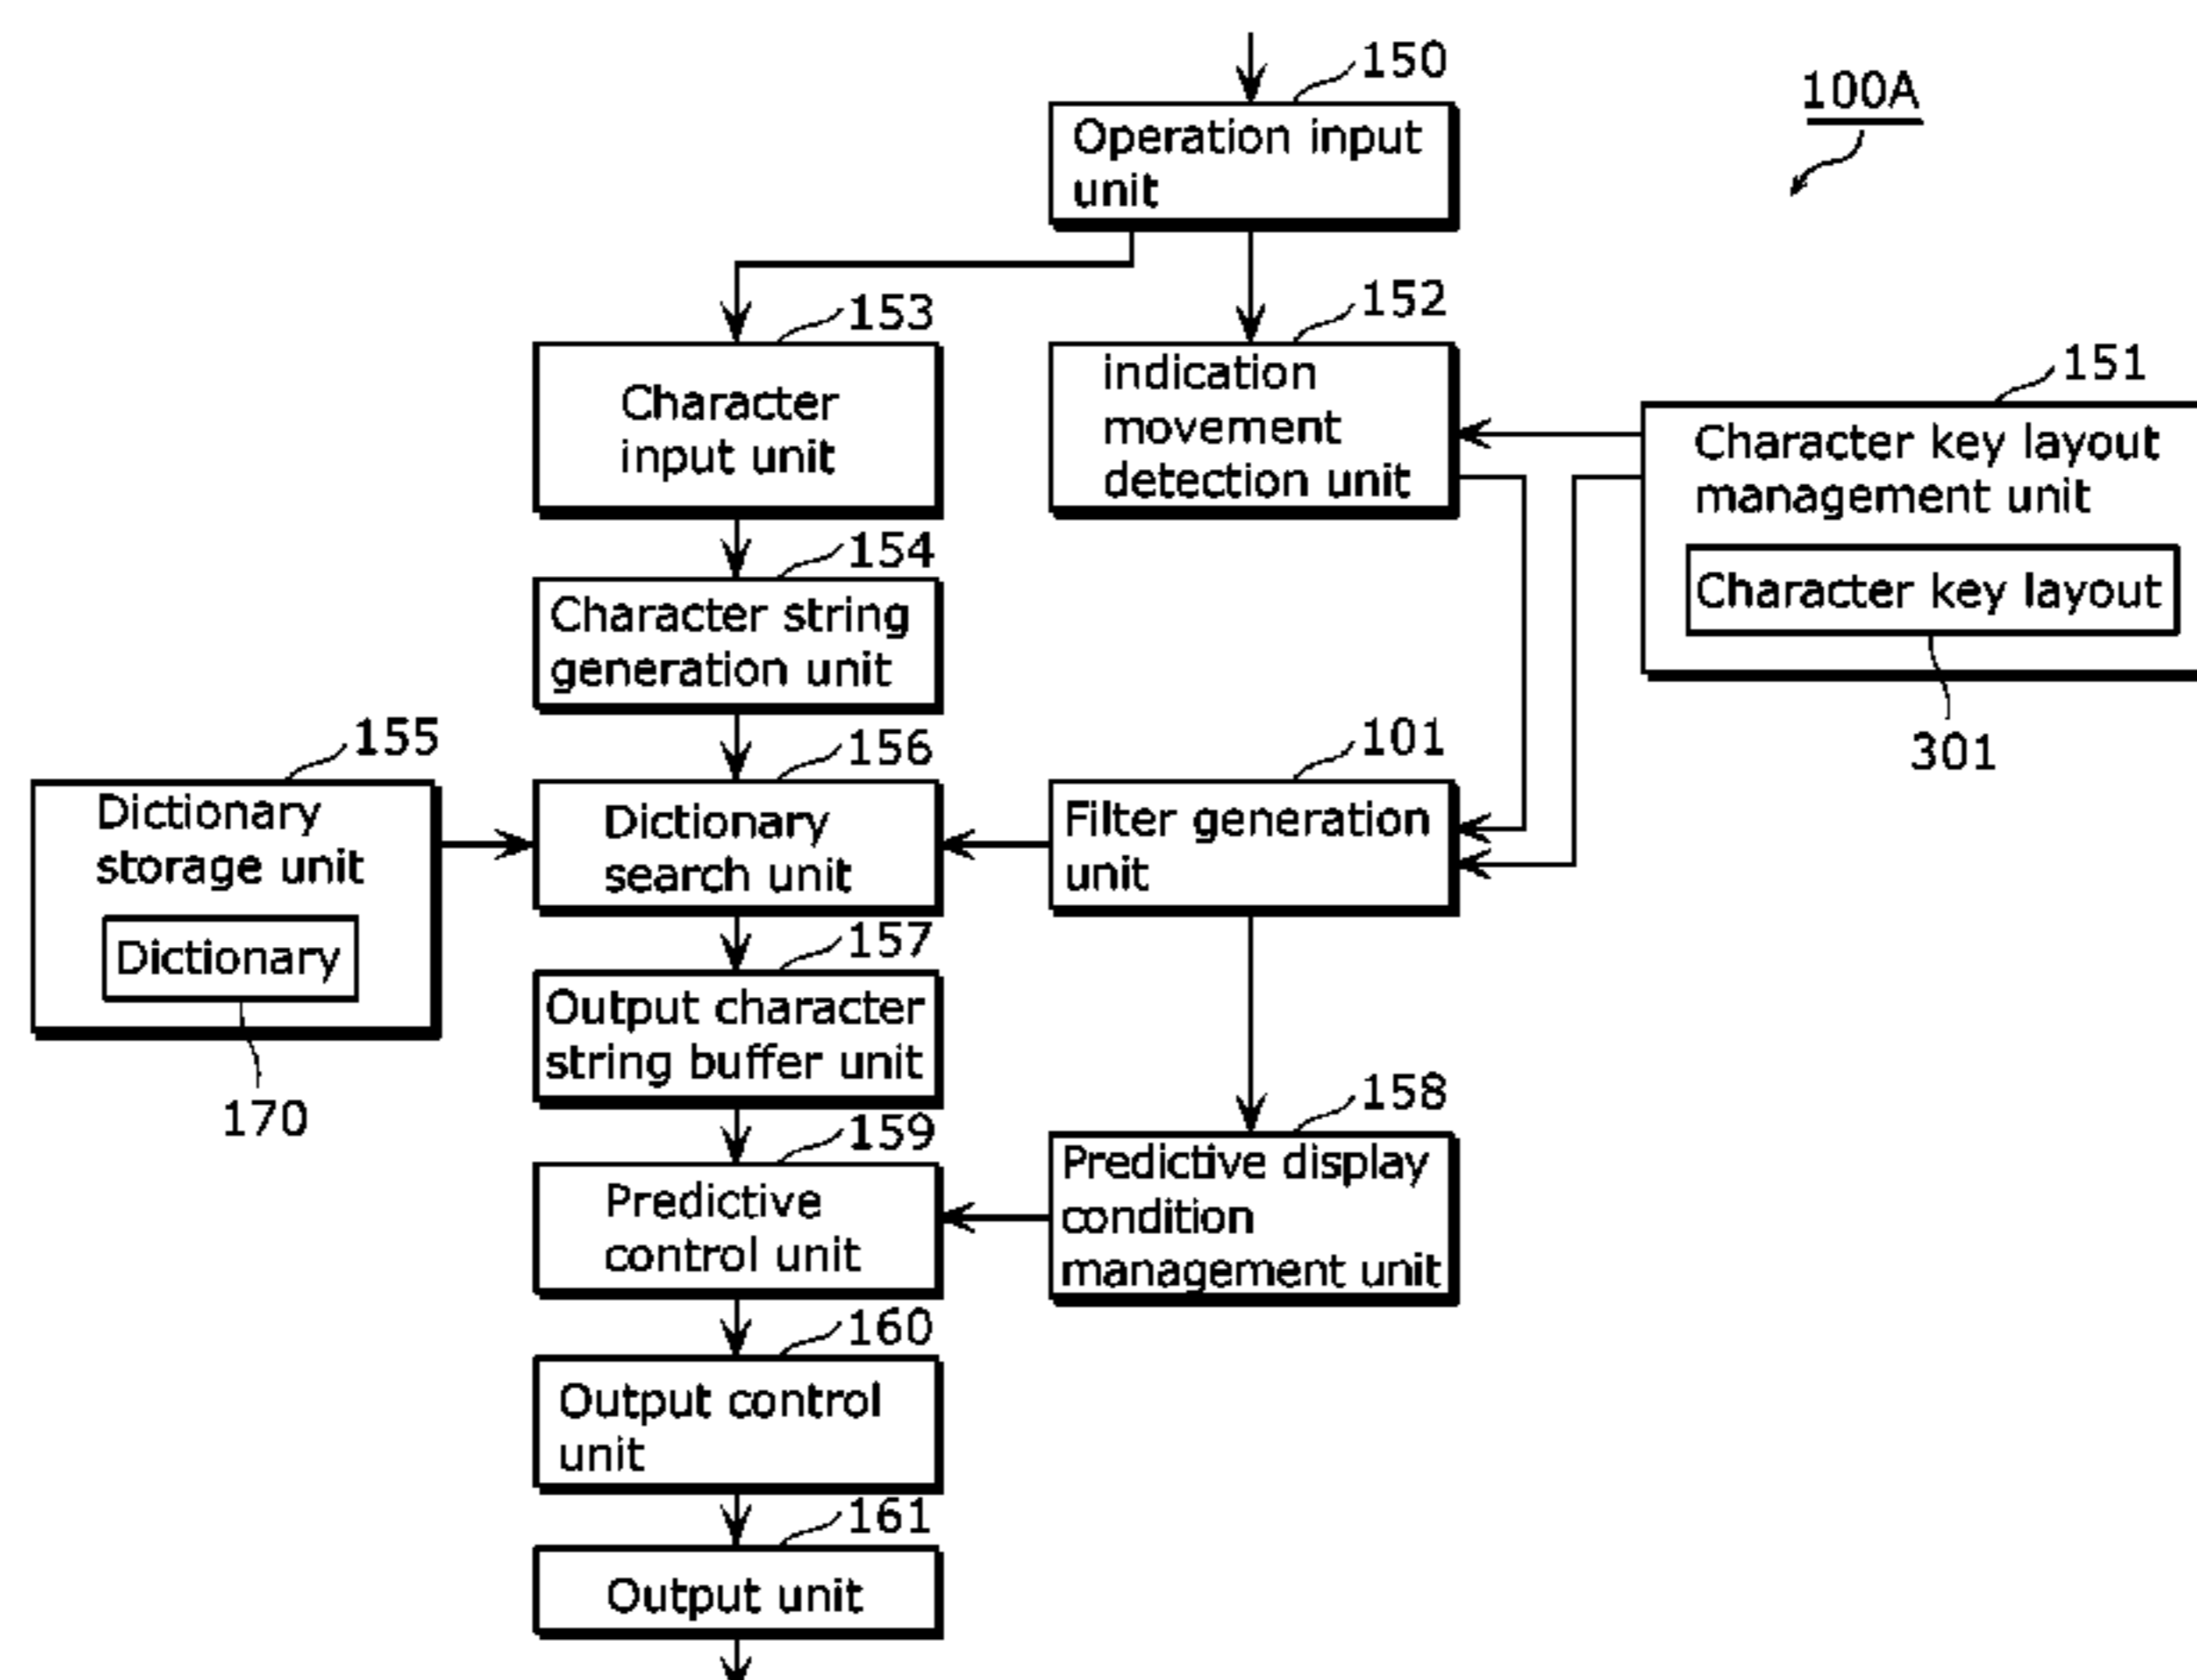 150
100A
Operation input
unit
153
152
151
Character
input unit
indication
movement
detection unit
Character key layout
management unit
Character key layout
301
154
Character string
generation unit
155
156
101
Dictionary
storage unit
Dictionary
170
Dictionary
search unit
Filter generation
unit
157
Output character
string buffer unit
159
158
Predictive
control unit
Predictive display
condition
management unit
160
Output control
unit
161
Output unit